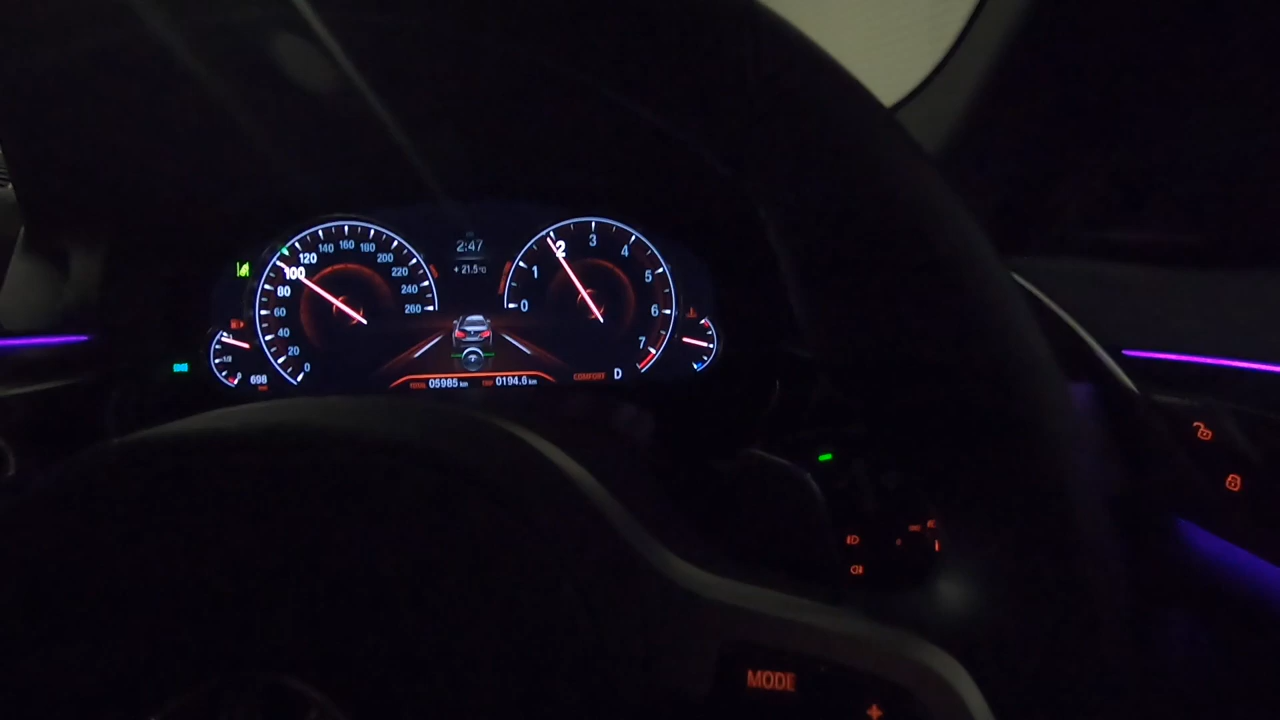 2:47
+ 21.5 °C
0 20 40 60 80 100 120 140 160 180 200 220 240 260
0 1 2 3 4 5 6 7
1/2
0
698
TOTAL 05985 km TRIP 0194.6 km
COMFORT D
MODE
+